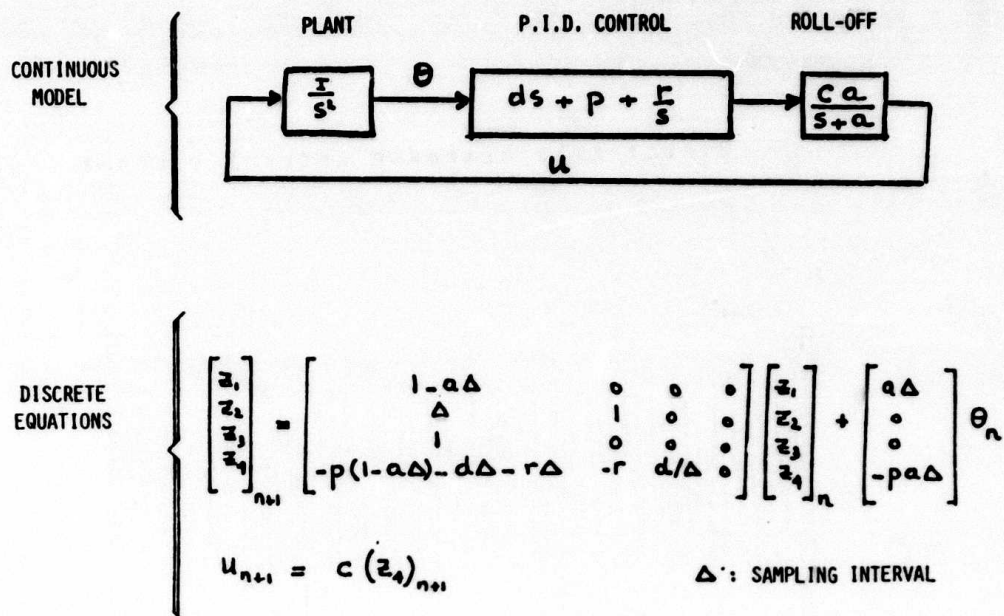 PLANT P.I.D. CONTROL ROLL-OFF
CONTINUOUS
MODEL
I/s² θ ds + p + r/s ca/(s+a)
u
DISCRETE
EQUATIONS
[z₁ z₂ z₃ z₄]ₙ₊₁ = [1-aΔ 0 0 0; Δ 1 0 0; 1 0 0 0; -p(1-aΔ)-dΔ-rΔ -r d/Δ 0] [z₁ z₂ z₃ z₄]ₙ + [aΔ 0 0 -paΔ] θₙ
uₙ₊₁ = c (z₄)ₙ₊₁
Δ : SAMPLING INTERVAL